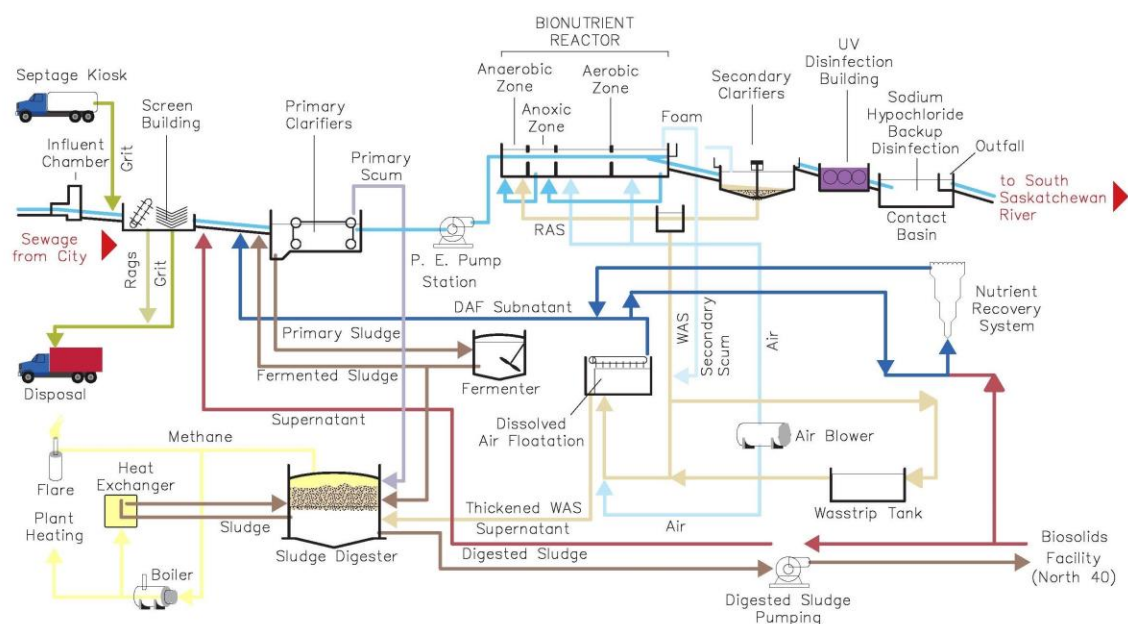 BIONUTRIENT
REACTOR
Septage Kiosk
Screen
Building
Influent
Chamber
Grit
Primary
Clarifiers
Primary
Scum
Anaerobic
Zone
Anoxic
Zone
Aerobic
Zone
Foam
Secondary
Clarifiers
UV
Disinfection
Building
Sodium
Hypochloride
Backup
Disinfection
Outfall
to South
Saskatchewan
River
Contact
Basin
Sewage
from City
Rags
Grit
P. E. Pump
Station
RAS
DAF Subnatant
WAS
Secondary
Scum
Air
Nutrient
Recovery
System
Primary Sludge
Fermented Sludge
Fermenter
Disposal
Supernatant
Dissolved
Air Floatation
Air Blower
Methane
Flare
Heat
Exchanger
Plant
Heating
Sludge
Sludge Digester
Boiler
Thickened WAS
Supernatant
Digested Sludge
Air
Wasstrip Tank
Digested Sludge
Pumping
Biosolids
Facility
(North 40)